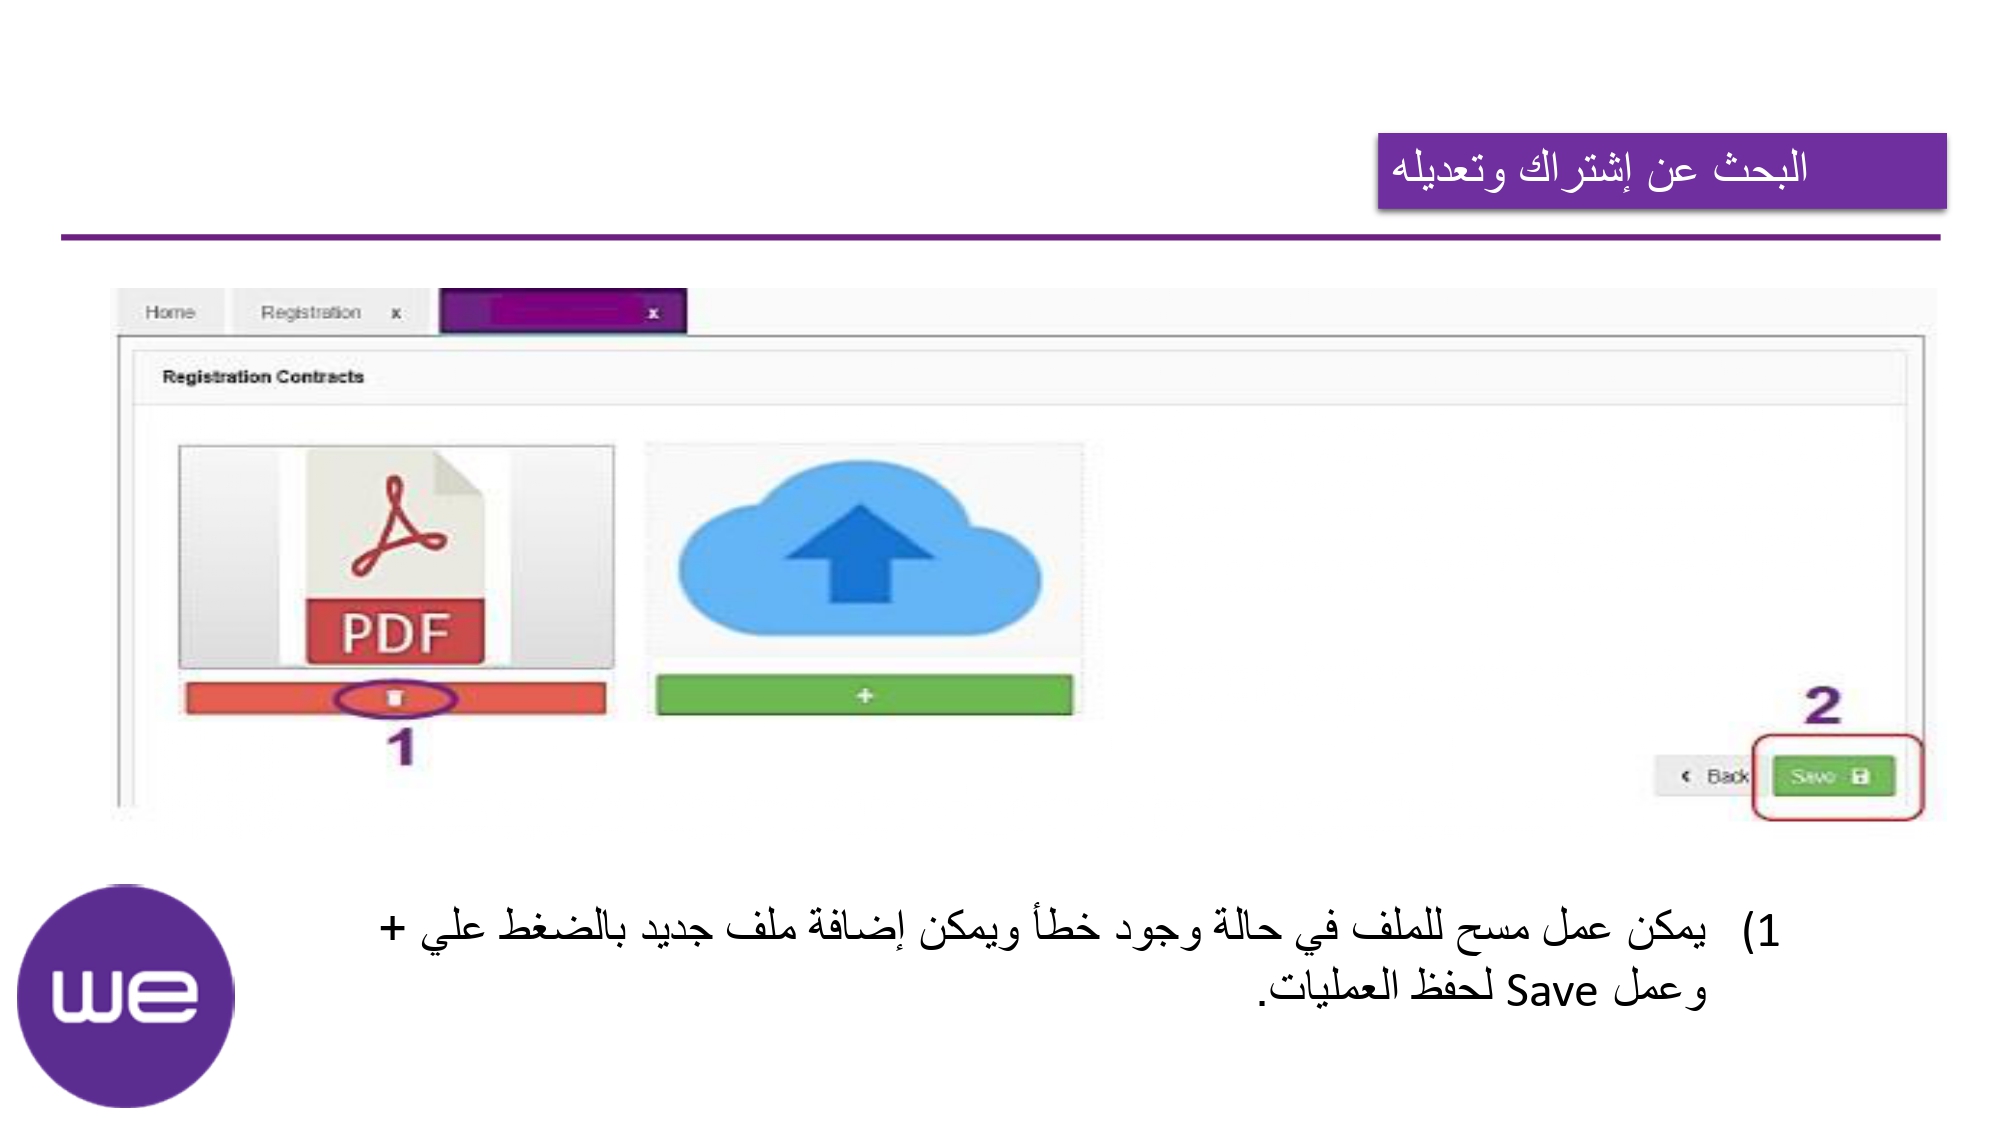 البحث عن إشتراك وتعديله
Home Registration x x
Registration Contracts
PDF
+
1
2
Back Save
1) يمكن عمل مسح للملف في حالة وجود خطأ ويمكن إضافة ملف جديد بالضغط علي +
وعمل Save لحفظ العمليات.
we